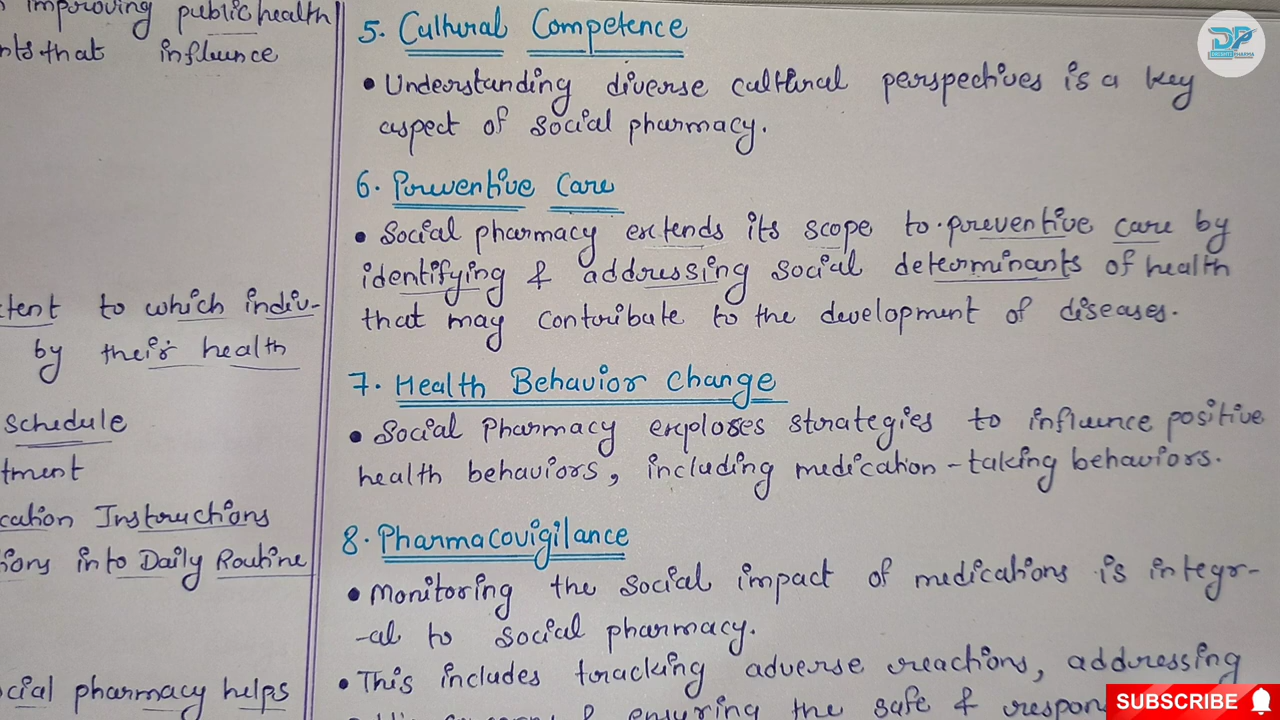 improving public health
nts that influence
tent to which indiv-
by their health
Schedule
tment
cation Instructions
ions into Daily Routine
cial pharmacy helps
5. Cultural Competence
• Understanding diverse cultural perspectives is a key
aspect of social pharmacy.
6. Preventive Care
• Social pharmacy extends its scope to preventive care by
identifying & addressing social determinants of health
that may contribute to the development of diseases.
7. Health Behavior Change
• Social Pharmacy explores strategies to influence positive
health behaviors, including medication-taking behaviors.
8. Pharmacovigilance
• Monitoring the social impact of medications is integr-
-al to social pharmacy.
• This includes tracking adverse reactions, addressing
& ensuring the safe & respon
DP
PHARMA
SUBSCRIBE